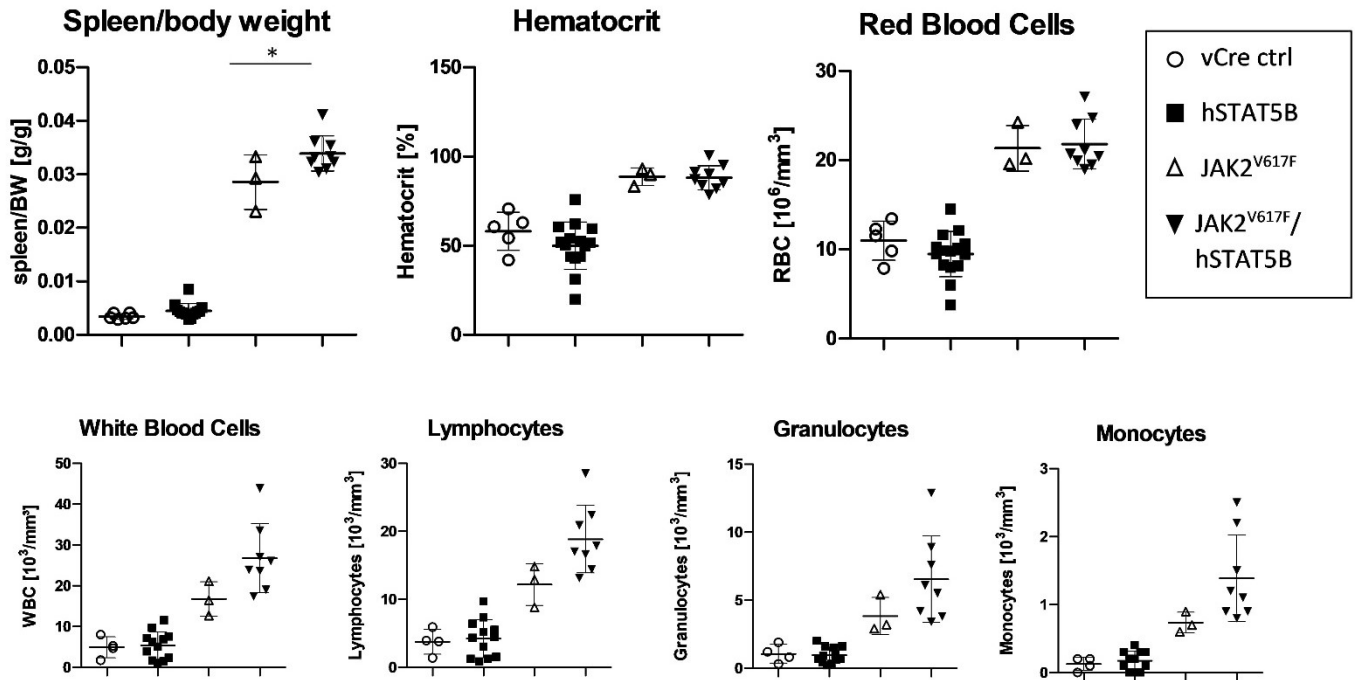 Spleen/body weight
*
0.05
0.04
0.03
0.02
0.01
0.00
spleen/BW [g/g]
Hematocrit
150
100
50
0
Hematocrit [%]
Red Blood Cells
30
20
10
0
RBC [10⁶/mm³]
vCre ctrl
hSTAT5B
JAK2ⱽ⁶¹⁷ᶠ
JAK2ⱽ⁶¹⁷ᶠ/
hSTAT5B
White Blood Cells
50
40
30
20
10
0
WBC [10³/mm³]
Lymphocytes
30
20
10
0
Lymphocytes [10³/mm³]
Granulocytes
15
10
5
0
Granulocytes [10³/mm³]
Monocytes
3
2
1
0
Monocytes [10³/mm³]